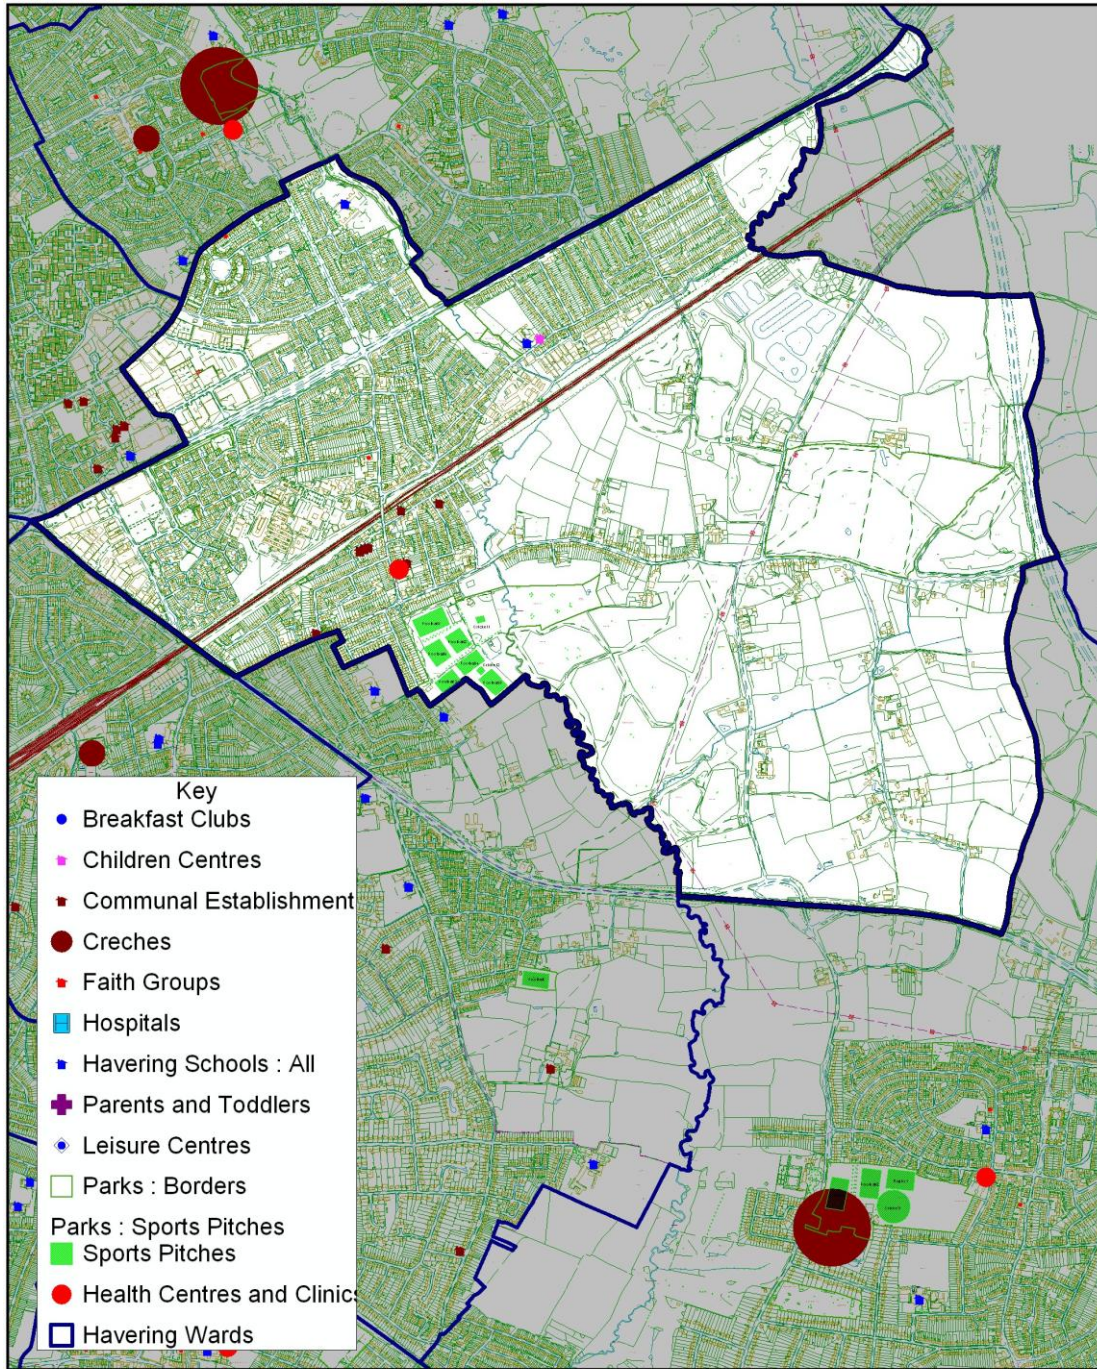 Key
Breakfast Clubs
Children Centres
Communal Establishment
Creches
Faith Groups
Hospitals
Havering Schools : All
Parents and Toddlers
Leisure Centres
Parks : Borders
Parks : Sports Pitches
Sports Pitches
Health Centres and Clinics
Havering Wards